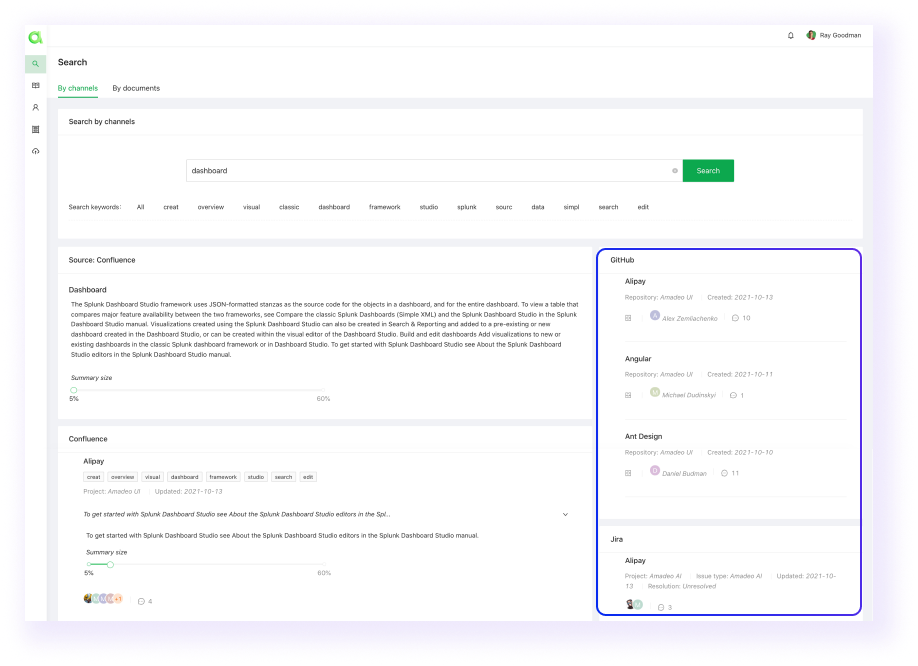 Ray Goodman
Search
By channels By documents
Search by channels
dashboard Search
Search keywords: All creat overview visual classic dashboard framework studio splunk sourc data simpl search edit
Source: Confluence
Dashboard
The Splunk Dashboard Studio framework uses JSON-formatted stanzas as the source code for the objects in a dashboard, and for the entire dashboard. To view a table that
compares major feature availability between the two frameworks, see Compare the classic Splunk Dashboards (Simple XML) and the Splunk Dashboard Studio in the Splunk
Dashboard Studio manual. Visualizations created using the Splunk Dashboard Studio can also be created in Search & Reporting and added to a pre-existing or new
dashboard created in the Dashboard Studio, or can be created within the visual editor of the Dashboard Studio. Build and edit dashboards Add visualizations to new or
existing dashboards in the classic Splunk dashboard framework or in Dashboard Studio. To get started with Splunk Dashboard Studio see About the Splunk Dashboard
Studio editors in the Splunk Dashboard Studio manual.
Summary size
5% 60%
Confluence
Alipay
creat overview visual dashboard framework studio search edit
Project: Amadeo UI Updated: 2021-10-13
To get started with Splunk Dashboard Studio see About the Splunk Dashboard Studio editors in the Spl...
To get started with Splunk Dashboard Studio see About the Splunk Dashboard Studio editors in the Splunk Dashboard Studio manual.
Summary size
5% 60%
+1 4
GitHub
Alipay
Repository: Amadeo UI Created: 2021-10-13
A Alex Zemliachenko 10
Angular
Repository: Amadeo UI Created: 2021-10-11
M Michael Dudinskyi 1
Ant Design
Repository: Amadeo UI Created: 2021-10-10
D Daniel Budman 11
Jira
Alipay
Project: Amadeo AI Issue type: Amadeo AI Updated: 2021-10-
13 Resolution: Unresolved
3